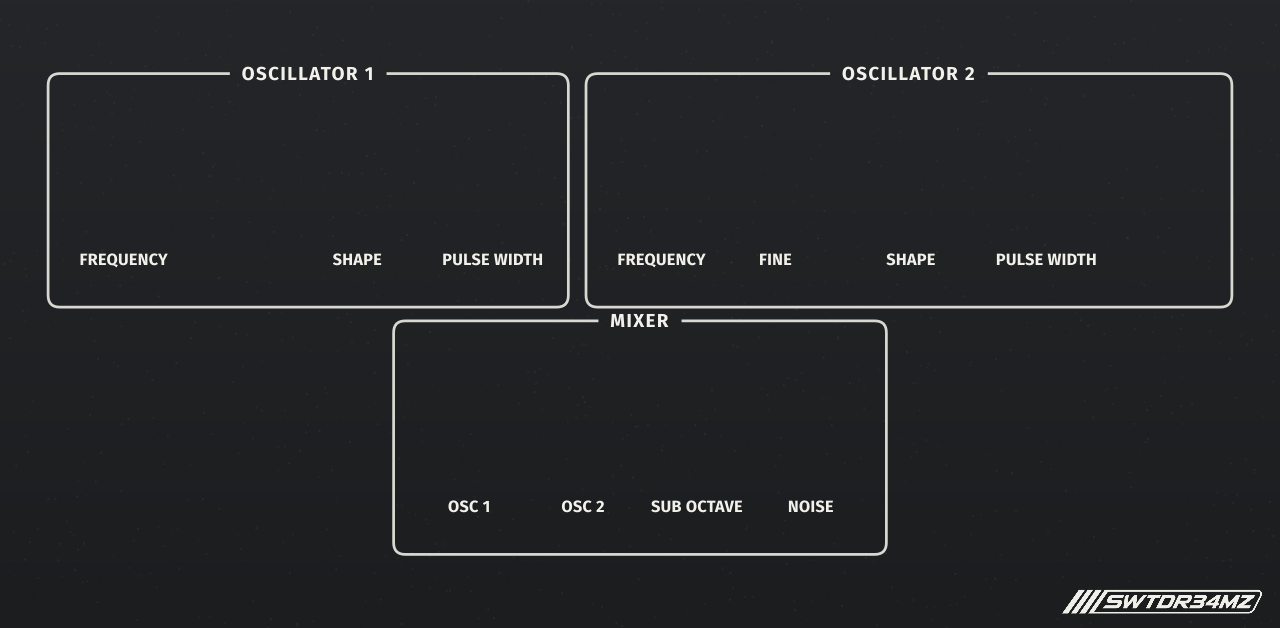 OSCILLATOR 1
OSCILLATOR 2
FREQUENCY SHAPE PULSE WIDTH
FREQUENCY FINE SHAPE PULSE WIDTH
MIXER
OSC 1 OSC 2 SUB OCTAVE NOISE
SWTDR34MZ